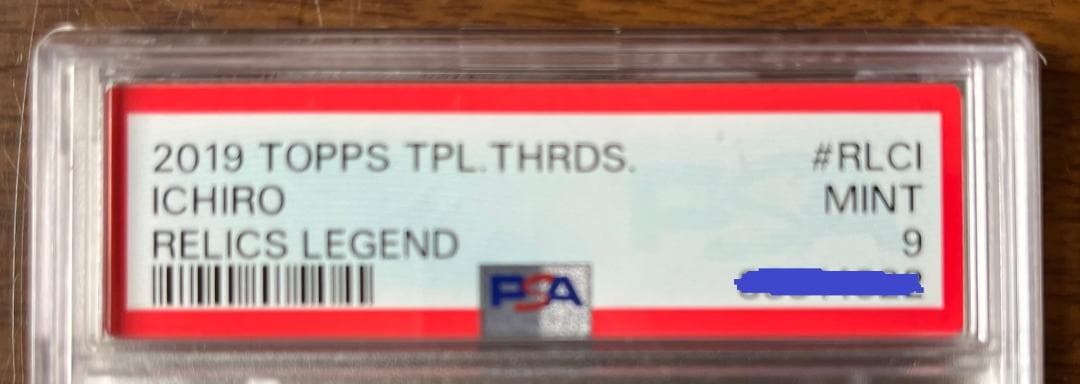 2019 TOPPS TPL.THRDS. #RLCI
ICHIRO MINT
RELICS LEGEND 9
PSA